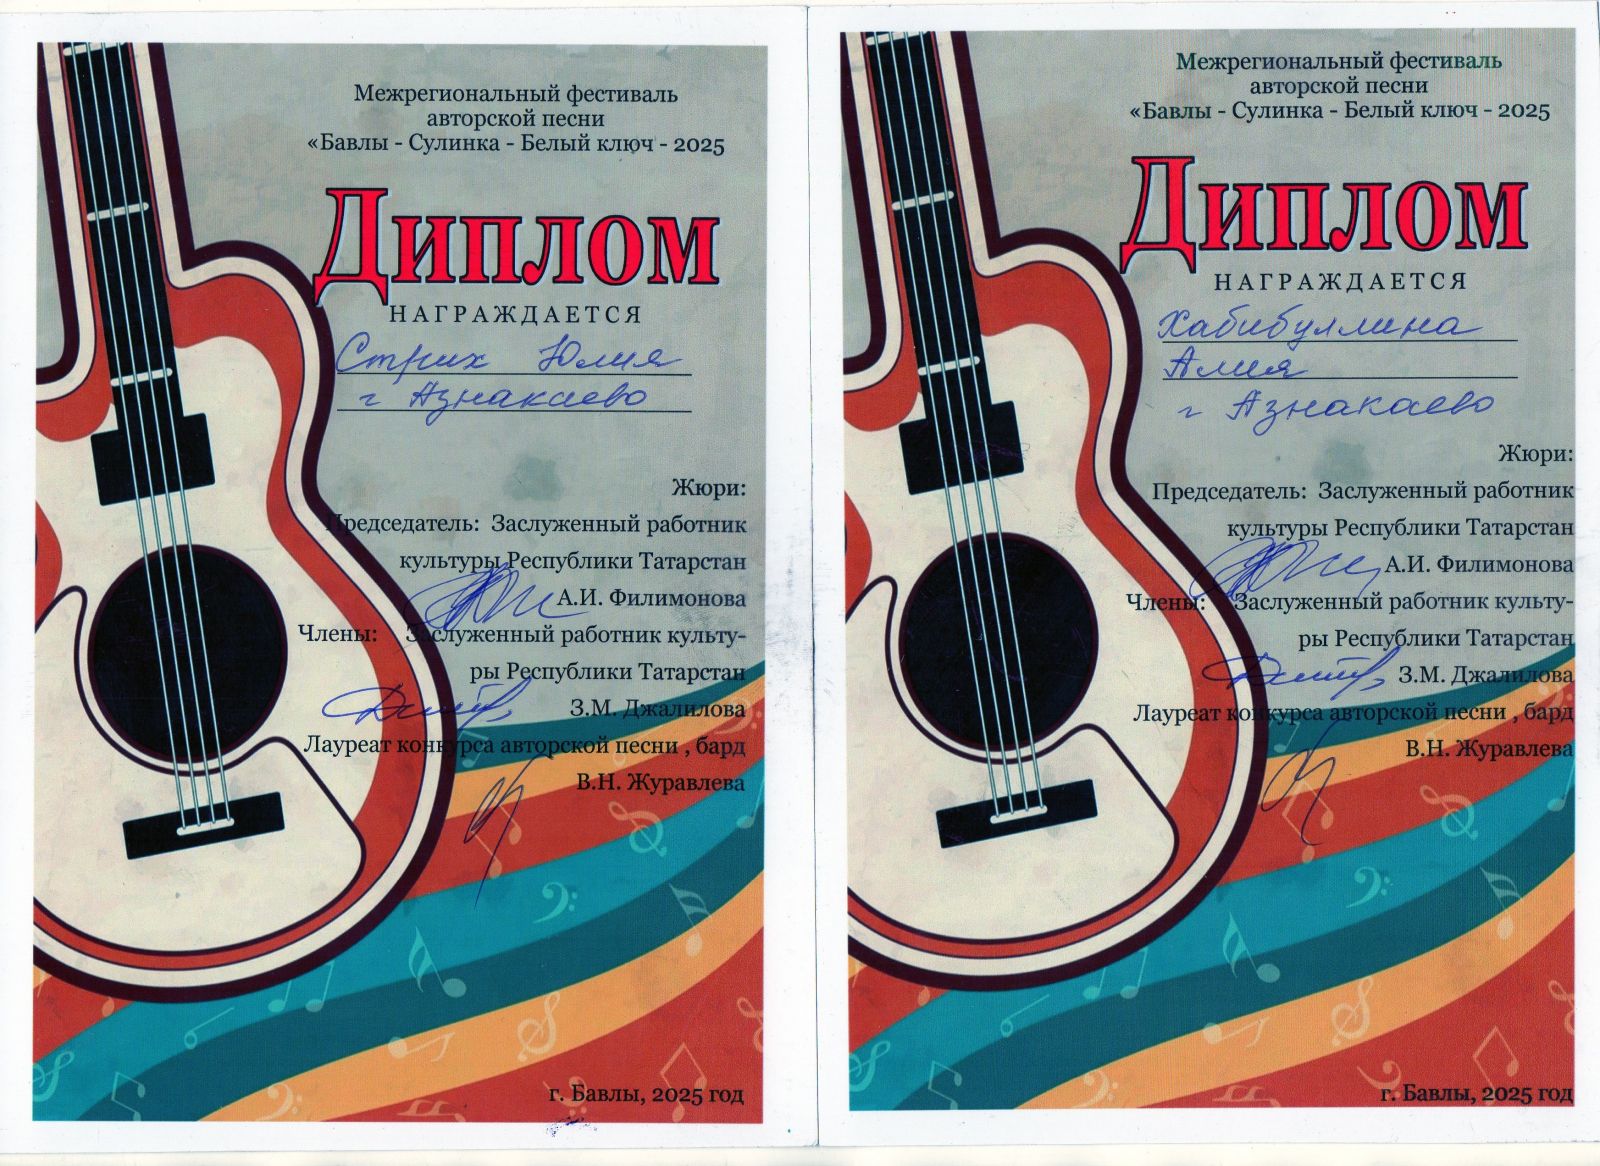 Межрегиональный фестиваль
авторской песни
«Бавлы - Сулинка - Белый ключ - 2025
Диплом
НАГРАЖДАЕТСЯ
Стрих Юлия
г Азнакаево
Жюри:
Председатель: Заслуженный работник
культуры Республики Татарстан
А.И. Филимонова
Члены: Заслуженный работник культу-
ры Республики Татарстан
З.М. Джалилова
Лауреат конкурса авторской песни , бард
В.Н. Журавлева
г. Бавлы, 2025 год
Межрегиональный фестиваль
авторской песни
«Бавлы - Сулинка - Белый ключ - 2025
Диплом
НАГРАЖДАЕТСЯ
Хабибуллина
Алия
г Азнакаево
Жюри:
Председатель: Заслуженный работник
культуры Республики Татарстан
А.И. Филимонова
Члены: Заслуженный работник культу-
ры Республики Татарстан
З.М. Джалилова
Лауреат конкурса авторской песни , бард
В.Н. Журавлева
г. Бавлы, 2025 год